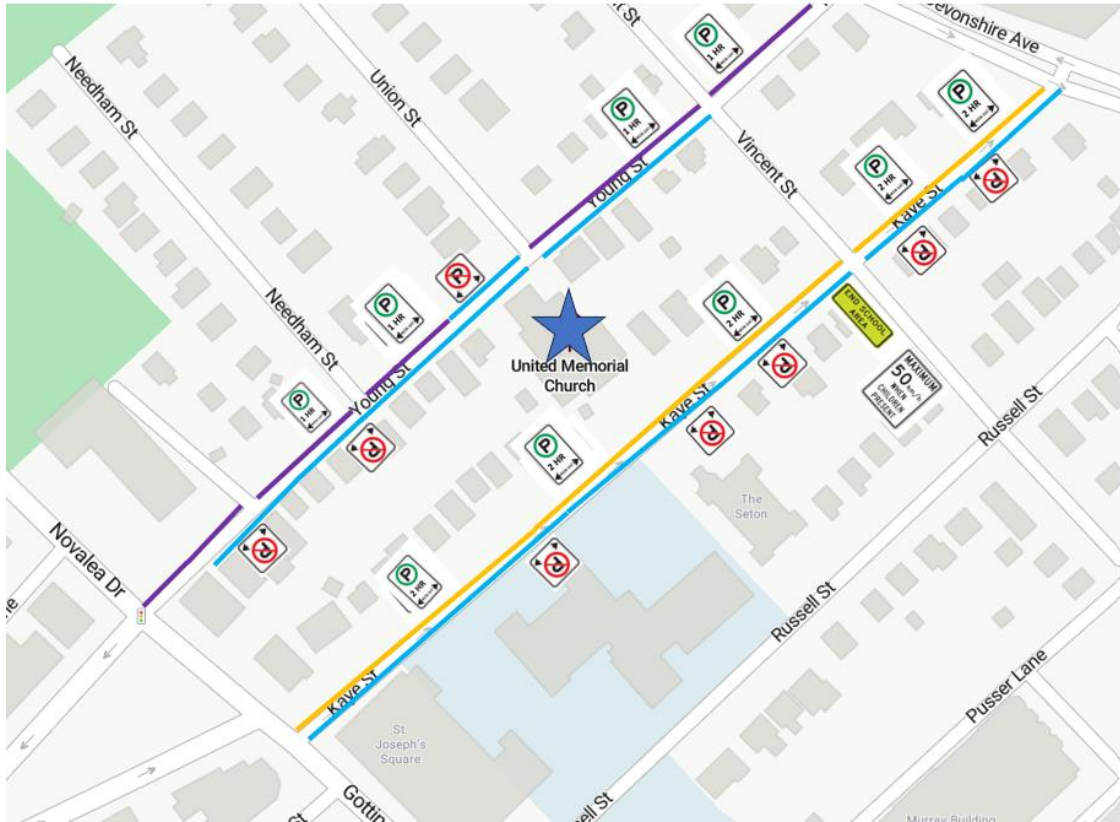 Devonshire Ave
Needham St
Union St
P
1 HR
P
1 HR
P
2 HR
Vincent St
P
2 HR
Young St
Kaye St
P
P
P
P
1 HR
Needham St
P
2 HR
END SCHOOL
AREA
United Memorial
Church
MAXIMUM
50 km/h
WHEN
CHILDREN
PRESENT
P
1 HR
Young St
P
Kaye St
P
Russell St
P
P
2 HR
The
Seton
Novalea Dr
P
P
P
2 HR
Russell St
Kaye St
Pusser Lane
St.
Joseph's
Square
Murray Building